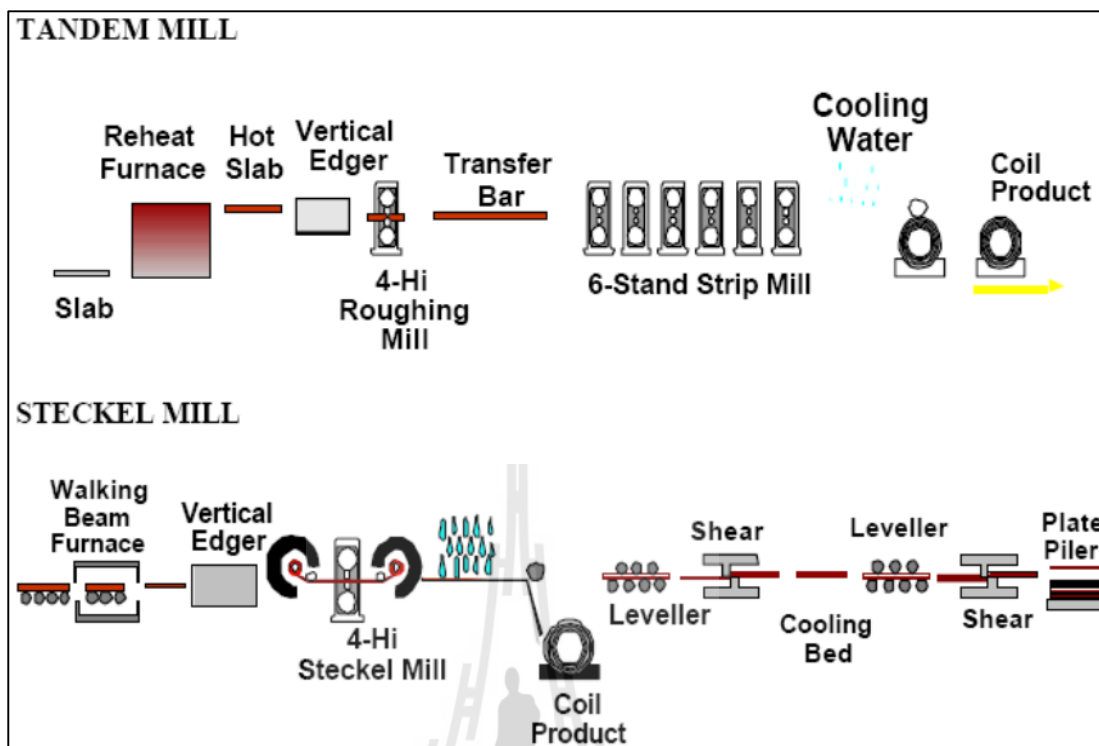 TANDEM MILL
Reheat
Furnace
Hot
Slab
Vertical
Edger
Transfer
Bar
Cooling
Water
Coil
Product
Slab
4-Hi
Roughing
Mill
6-Stand Strip Mill
STECKEL MILL
Walking
Beam
Furnace
Vertical
Edger
4-Hi
Steckel Mill
Coil
Product
Leveller
Shear
Cooling
Bed
Leveller
Shear
Plate
Piler